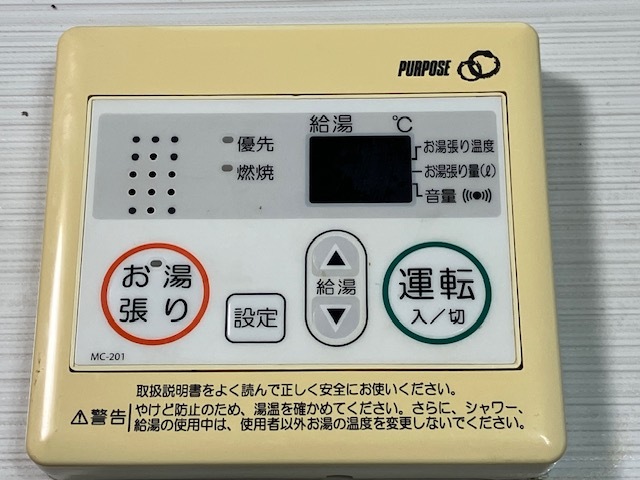 PURPOSE
給湯 ℃
優先
燃焼
お湯張り温度
お湯張り量(ℓ)
音量
お湯
張り
設定
▲
給湯
▼
運転
入／切
MC-201
取扱説明書をよく読んで正しく安全にお使いください。
⚠警告 やけど防止のため、湯温を確かめてください。さらに、シャワー、
給湯の使用中は、使用者以外お湯の温度を変更しないでください。